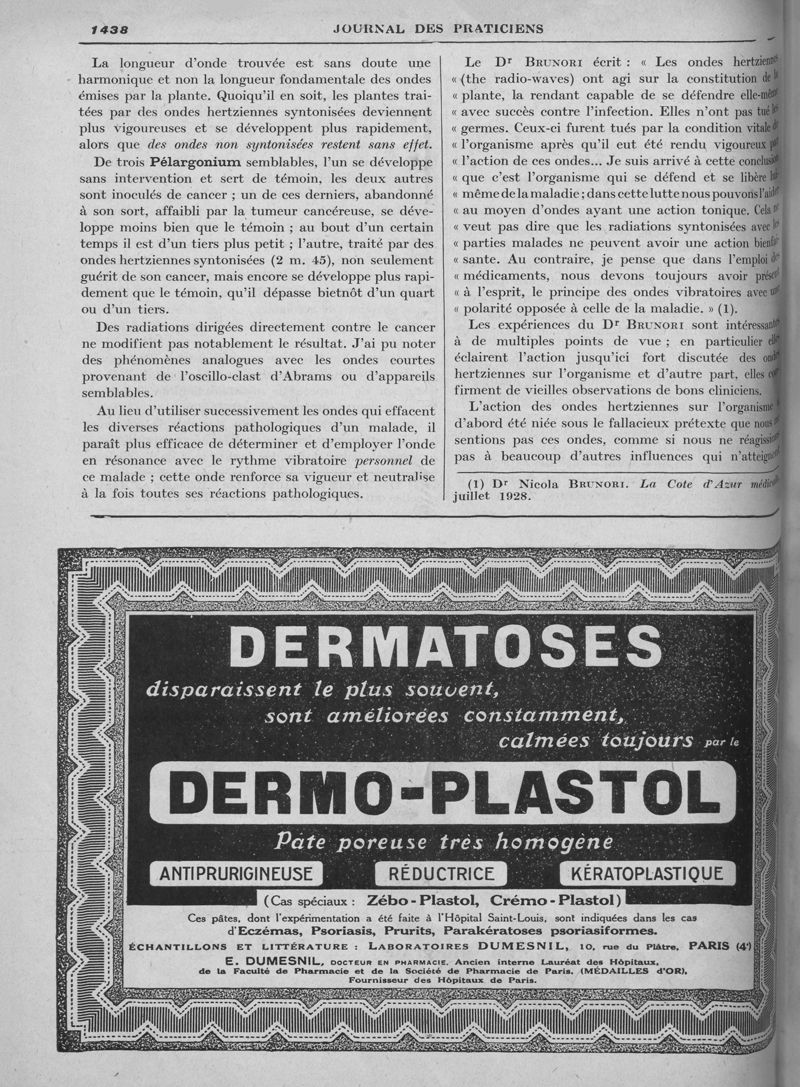 1438
JOURNAL DES PRATICIENS
La longueur d'onde trouvée est sans doute une
harmonique et non la longueur fondamentale des ondes
émises par la plante. Quoiqu'il en soit, les plantes trai-
tées par des ondes hertziennes syntonisées deviennent
plus vigoureuses et se développent plus rapidement,
alors que des ondes non syntonisées restent sans effet.
De trois Pélargonium semblables, l'un se développe
sans intervention et sert de témoin, les deux autres
sont inoculés de cancer ; un de ces derniers, abandonné
à son sort, affaibli par la tumeur cancéreuse, se déve-
loppe moins bien que le témoin ; au bout d'un certain
temps il est d'un tiers plus petit ; l'autre, traité par des
ondes hertziennes syntonisées (2 m. 45), non seulement
guérit de son cancer, mais encore se développe plus rapi-
dement que le témoin, qu'il dépasse bietnôt d'un quart
ou d'un tiers.
Des radiations dirigées directement contre le cancer
ne modifient pas notablement le résultat. J'ai pu noter
des phénomènes analogues avec les ondes courtes
provenant de l'oscillo-clast d'Abrams ou d'appareils
semblables.
Au lieu d'utiliser successivement les ondes qui effacent
les diverses réactions pathologiques d'un malade, il
paraît plus efficace de déterminer et d'employer l'onde
en résonance avec le rythme vibratoire personnel de
ce malade ; cette onde renforce sa vigueur et neutralise
à la fois toutes ses réactions pathologiques.
Le Dr BRUNORI écrit : « Les ondes hertziennes
« (the radio-waves) ont agi sur la constitution de la
« plante, la rendant capable de se défendre elle-même
« avec succès contre l'infection. Elles n'ont pas tué les
« germes. Ceux-ci furent tués par la condition vitale de
« l'organisme après qu'il eut été rendu vigoureux par
« l'action de ces ondes... Je suis arrivé à cette conclusion
« que c'est l'organisme qui se défend et se libère lui-
« même de la maladie ; dans cette lutte nous pouvons l'aider
« au moyen d'ondes ayant une action tonique. Cela ne
« veut pas dire que les radiations syntonisées avec les
« parties malades ne peuvent avoir une action bienfai-
« sante. Au contraire, je pense que dans l'emploi des
« médicaments, nous devons toujours avoir présent
« à l'esprit, le principe des ondes vibratoires avec une
« polarité opposée à celle de la maladie. » (1).
Les expériences du Dr BRUNORI sont intéressantes
à de multiples points de vue ; en particulier elles
éclairent l'action jusqu'ici fort discutée des ondes
hertziennes sur l'organisme et d'autre part, elles con-
firment de vieilles observations de bons cliniciens.
L'action des ondes hertziennes sur l'organisme
d'abord été niée sous le fallacieux prétexte que nous
sentions pas ces ondes, comme si nous ne réagissions
pas à beaucoup d'autres influences qui n'atteignent
(1) Dr Nicola BRUNORI. La Cote d'Azur médicale
juillet 1928.
DERMATOSES
disparaissent le plus souvent,
sont améliorées constamment,
calmées toujours par le
DERMO-PLASTOL
Pâte poreuse très homogène
ANTIPRURIGINEUSE RÉDUCTRICE KÉRATOPLASTIQUE
(Cas spéciaux : Zébo-Plastol, Crémo-Plastol)
Ces pâtes, dont l'expérimentation a été faite à l'Hôpital Saint-Louis, sont indiquées dans les cas
d'Eczémas, Psoriasis, Prurits, Parakératoses psoriasiformes.
ÉCHANTILLONS ET LITTÉRATURE : LABORATOIRES DUMESNIL, 10, rue du Plâtre, PARIS (4e)
E. DUMESNIL, DOCTEUR EN PHARMACIE. Ancien interne Lauréat des Hôpitaux,
de la Faculté de Pharmacie et de la Société de Pharmacie de Paris, (MÉDAILLES d'OR),
Fournisseur des Hôpitaux de Paris.